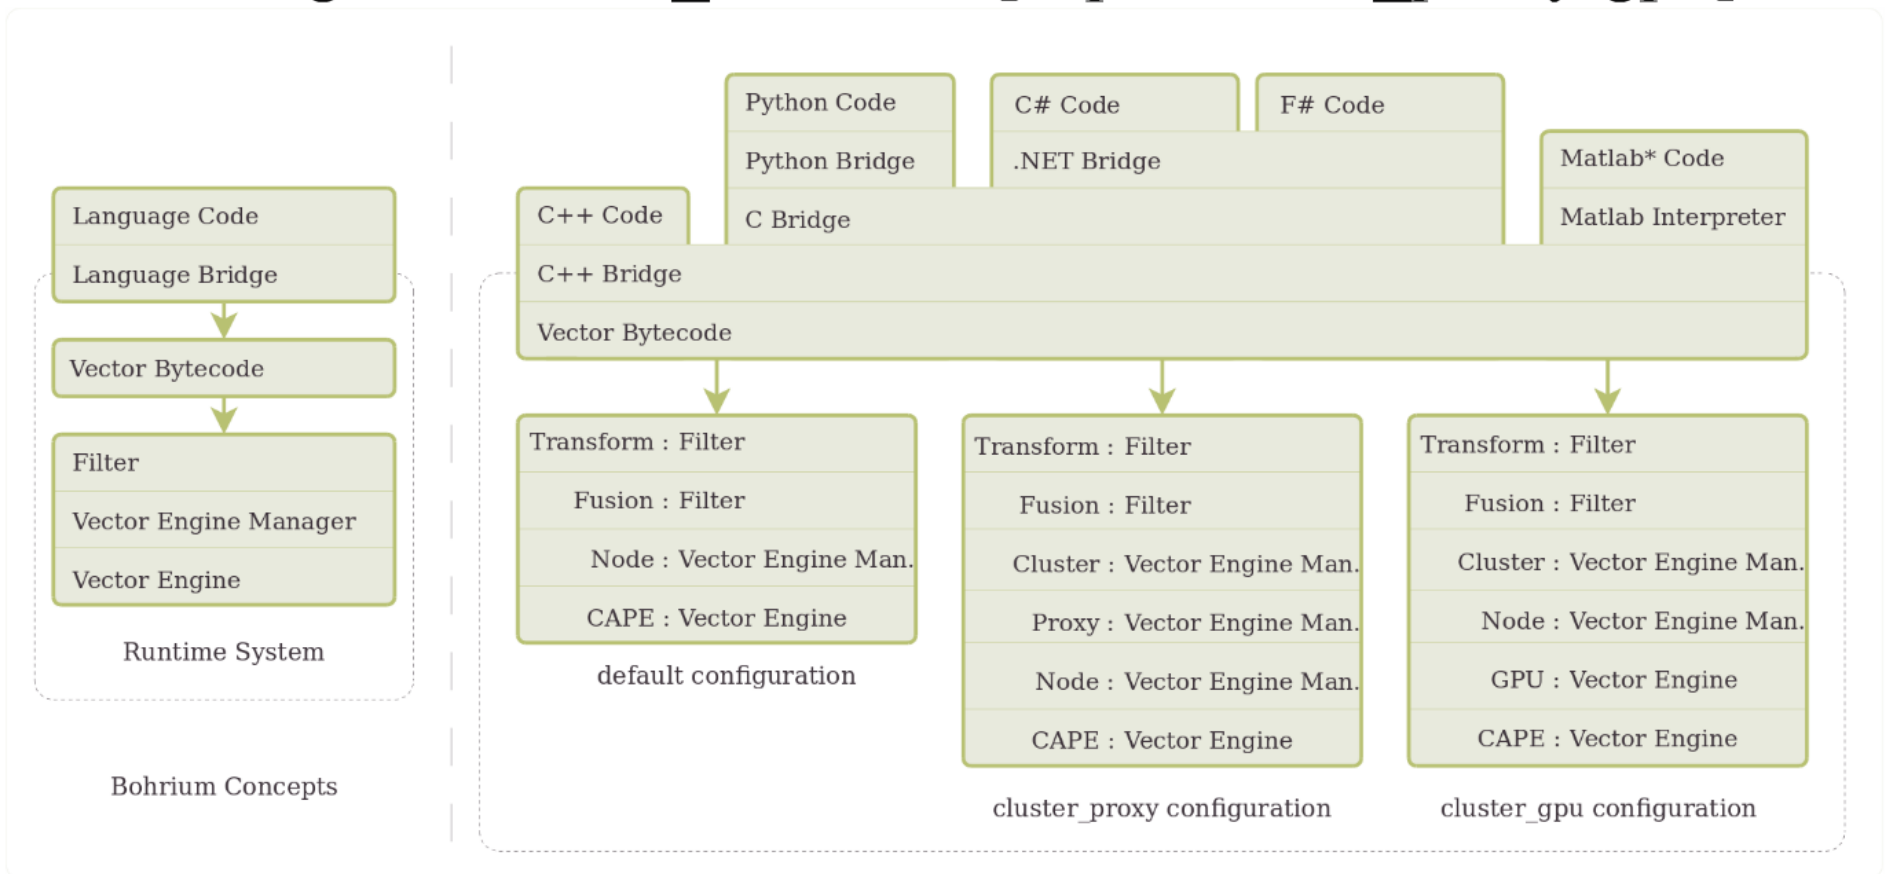 Language Code
Language Bridge
Vector Bytecode
Filter
Vector Engine Manager
Vector Engine
Runtime System
Bohrium Concepts
Python Code
C# Code
F# Code
Python Bridge
.NET Bridge
Matlab* Code
C++ Code
C Bridge
Matlab Interpreter
C++ Bridge
Vector Bytecode
Transform : Filter
Fusion : Filter
Node : Vector Engine Man.
CAPE : Vector Engine
default configuration
Transform : Filter
Fusion : Filter
Cluster : Vector Engine Man.
Proxy : Vector Engine Man.
Node : Vector Engine Man.
CAPE : Vector Engine
cluster_proxy configuration
Transform : Filter
Fusion : Filter
Cluster : Vector Engine Man.
Node : Vector Engine Man.
GPU : Vector Engine
CAPE : Vector Engine
cluster_gpu configuration